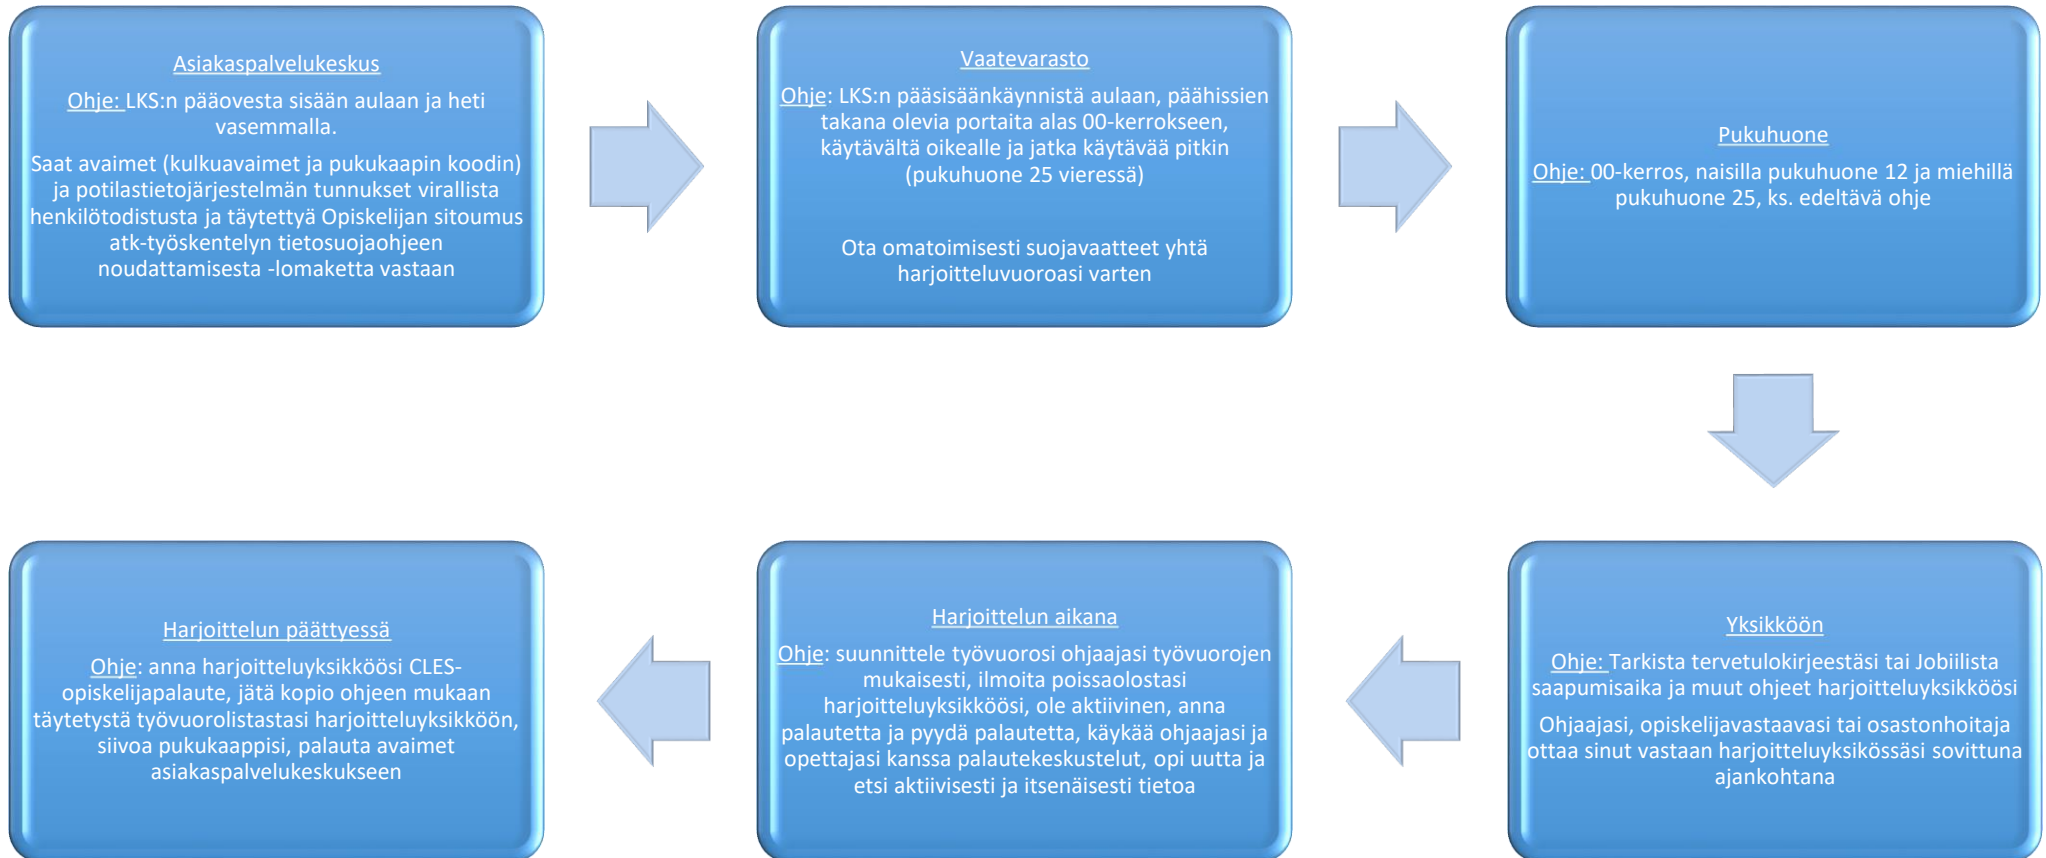 Asiakaspalvelukeskus
Ohje: LKS:n pääovesta sisään aulaan ja heti
vasemmalla.
Saat avaimet (kulkuavaimet ja pukukaapin koodin)
ja potilastietojärjestelmän tunnukset virallista
henkilötodistusta ja täytettyä Opiskelijan sitoumus
atk-työskentelyn tietosuojaohjeen
noudattamisesta -lomaketta vastaan
Vaatevarasto
Ohje: LKS:n pääsisäänkäynnistä aulaan, päähissien
takana olevia portaita alas 00-kerrokseen,
käytävältä oikealle ja jatka käytävää pitkin
(pukuhuone 25 vieressä)
Ota omatoimisesti suojavaatteet yhtä
harjoitteluvuoroasi varten
Pukuhuone
Ohje: 00-kerros, naisilla pukuhuone 12 ja miehillä
pukuhuone 25, ks. edeltävä ohje
Yksikköön
Ohje: Tarkista tervetulokirjeestäsi tai Jobiilista
saapumisaika ja muut ohjeet harjoitteluyksikköösi
Ohjaajasi, opiskelijavastaavasi tai osastonhoitaja
ottaa sinut vastaan harjoitteluyksikössäsi sovittuna
ajankohtana
Harjoittelun aikana
Ohje: suunnittele työvuorosi ohjaajasi työvuorojen
mukaisesti, ilmoita poissaolostasi
harjoitteluyksikköösi, ole aktiivinen, anna
palautetta ja pyydä palautetta, käykää ohjaajasi ja
opettajasi kanssa palautekeskustelut, opi uutta ja
etsi aktiivisesti ja itsenäisesti tietoa
Harjoittelun päättyessä
Ohje: anna harjoitteluyksikköösi CLES-
opiskelijapalaute, jätä kopio ohjeen mukaan
täytetystä työvuorolistastasi harjoitteluyksikköön,
siivoa pukukaappisi, palauta avaimet
asiakaspalvelukeskukseen